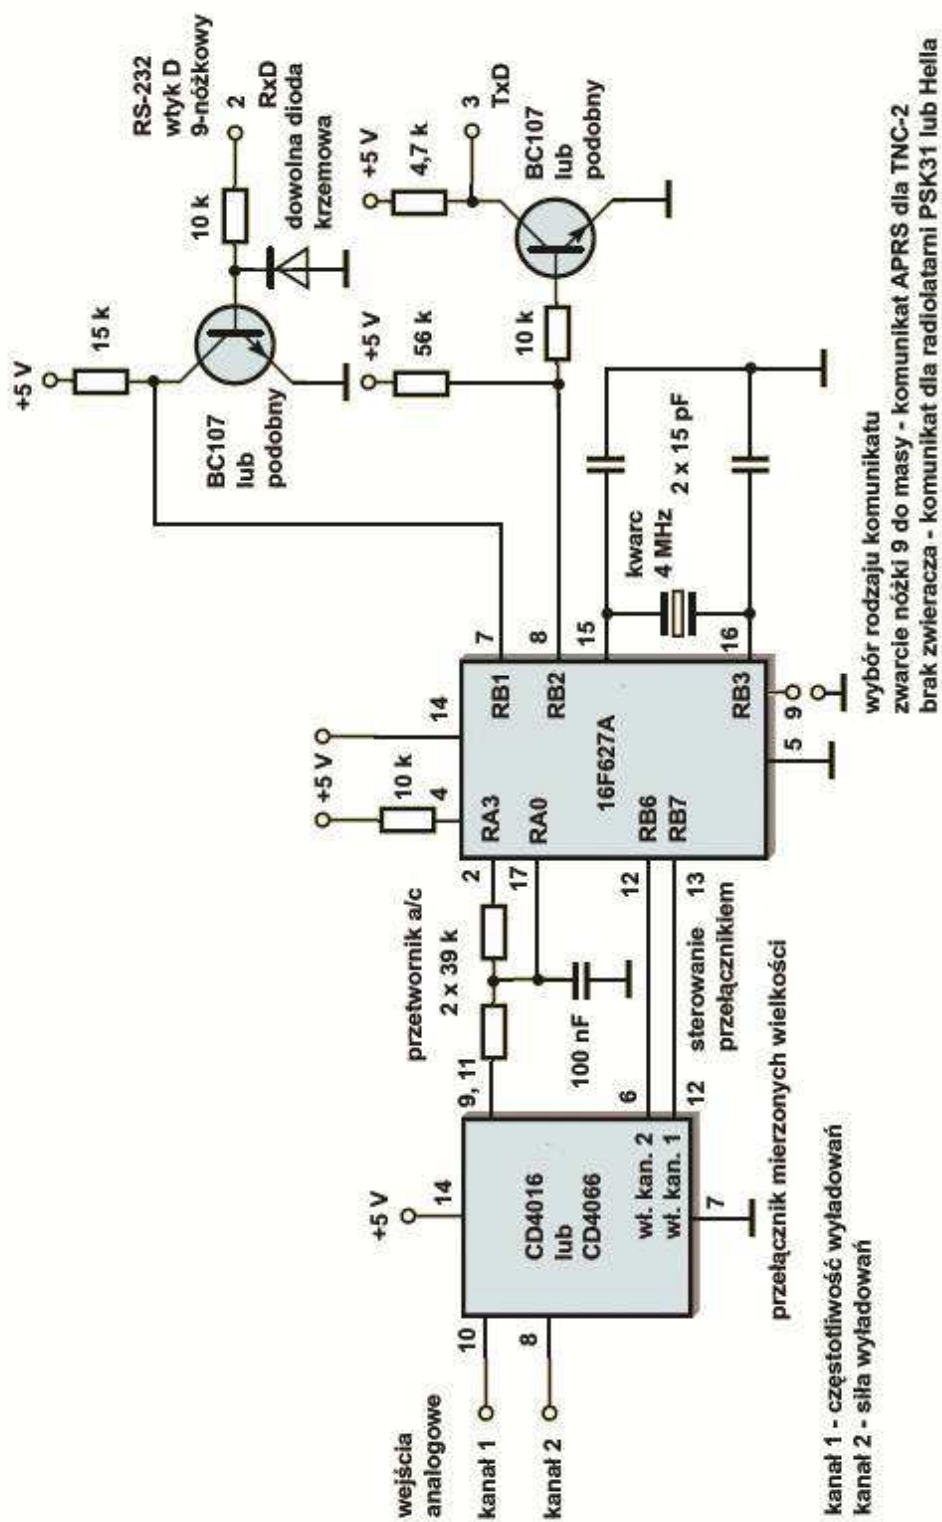 wejścia
analogowe
kanał 1
kanał 2
10
8
+5 V
14
CD4016
lub
CD4066
wł. kan. 2
wł. kan. 1
7
9, 11
6
12
przełącznik mierzonych wielkości
kanał 1 - częstotliwość wyładowań
kanał 2 - siła wyładowań
przetwornik a/c
2 x 39 k
100 nF
sterowanie
przełącznikiem
2
17
12
13
+5 V
10 k
4
14
RA3
RA0
RB6
RB7
16F627A
RB1
RB2
RB3
7
8
15
16
9
5
kwarc
4 MHz
2 x 15 pF
+5 V
15 k
BC107
lub
podobny
10 k
RS-232
wtyk D
9-nóżkowy
2
RxD
dowolna dioda
krzemowa
+5 V
56 k
10 k
+5 V
4,7 k
3
TxD
BC107
lub
podobny
wybór rodzaju komunikatu
zwarcie nóżki 9 do masy - komunikat APRS dla TNC-2
brak zwieracza - komunikat dla radiolatarni PSK31 lub Hella